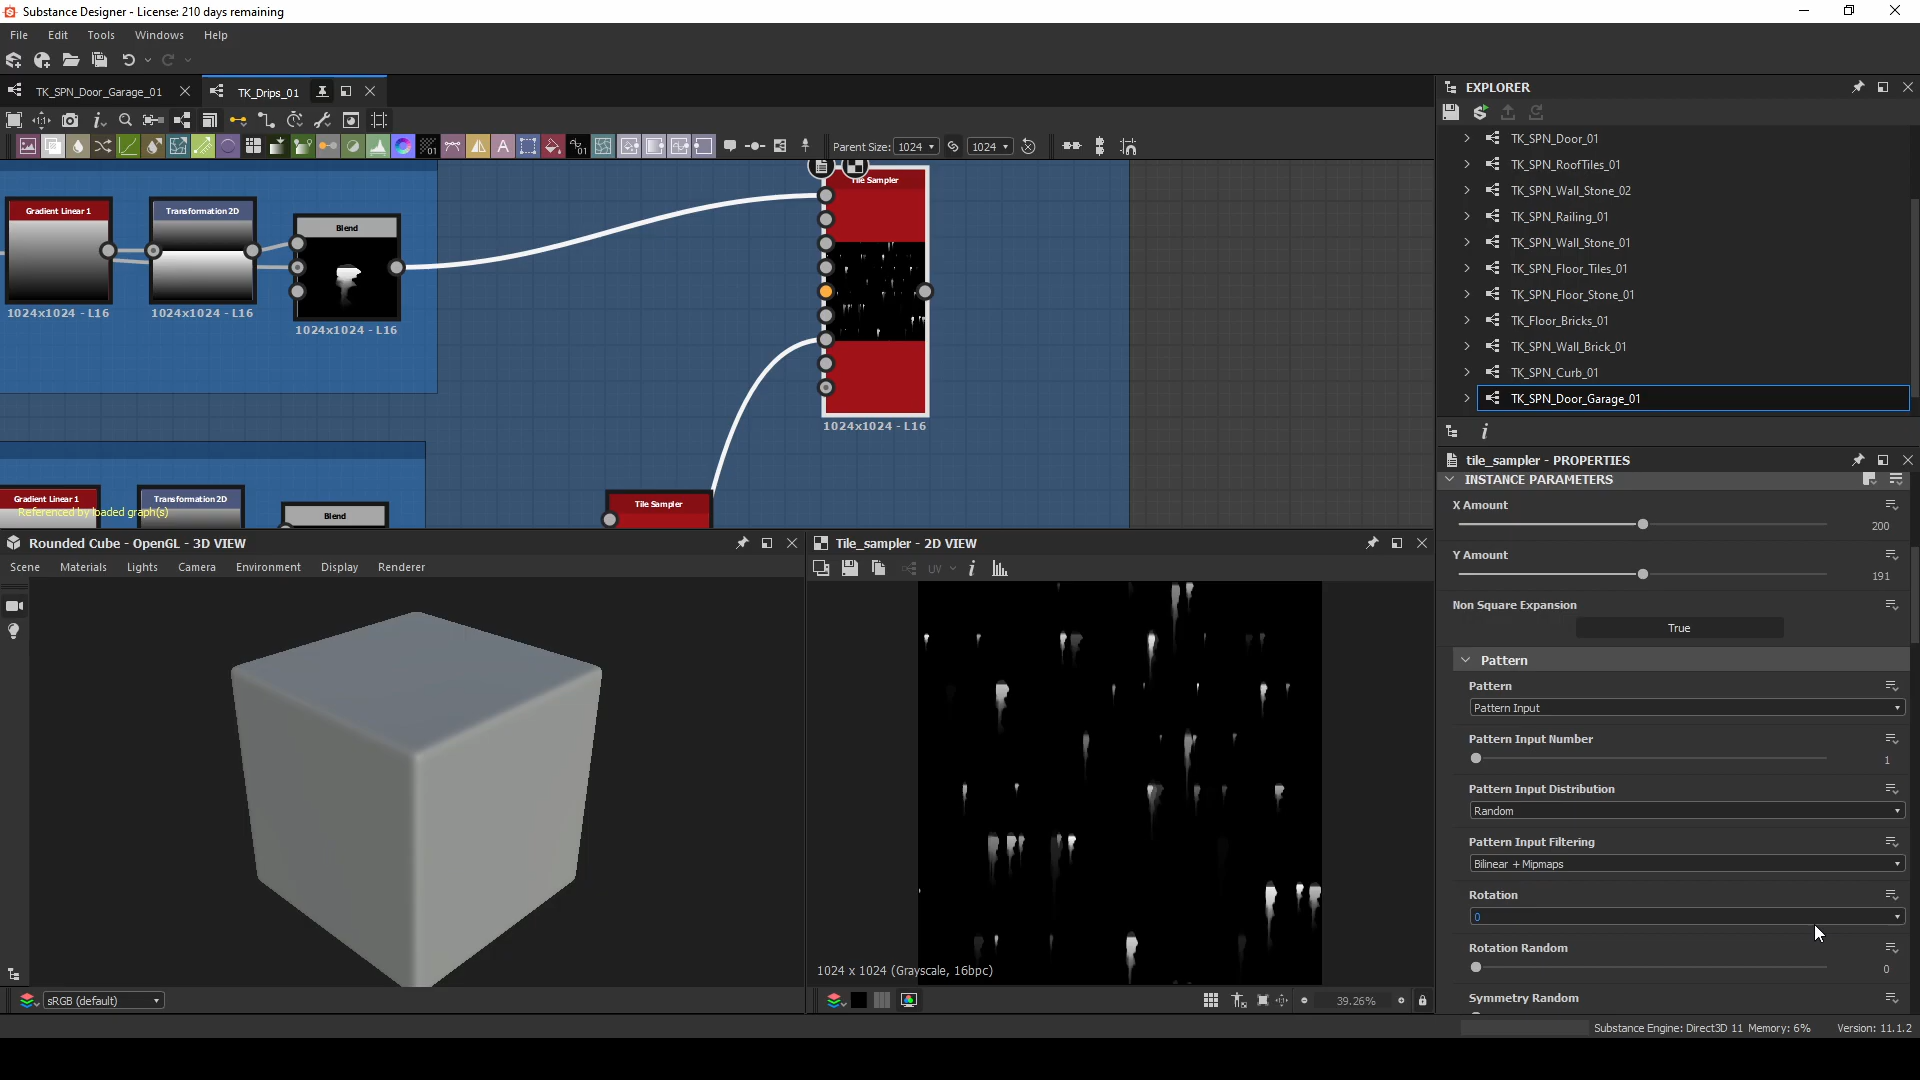 Substance Designer - License: 210 days remaining
File Edit Tools Windows Help
TK_SPN_Door_Garage_01
TK_Drips_01
Parent Size: 1024 1024
Gradient Linear 1
Transformation 2D
Blend
1024x1024 - L16
1024x1024 - L16
1024x1024 - L16
Tile Sampler
1024x1024 - L16
Gradient Linear 1
Transformation 2D
Blend
Tile Sampler
Referenced by loaded graph(s)
EXPLORER
TK_SPN_Door_01
TK_SPN_RoofTiles_01
TK_SPN_Wall_Stone_02
TK_SPN_Railing_01
TK_SPN_Wall_Stone_01
TK_SPN_Floor_Tiles_01
TK_SPN_Floor_Stone_01
TK_Floor_Bricks_01
TK_SPN_Wall_Brick_01
TK_SPN_Curb_01
TK_SPN_Door_Garage_01
tile_sampler - PROPERTIES
INSTANCE PARAMETERS
X Amount
200
Y Amount
191
Non Square Expansion
True
Pattern
Pattern
Pattern Input
Pattern Input Number
1
Pattern Input Distribution
Random
Pattern Input Filtering
Bilinear + Mipmaps
Rotation
0
Rotation Random
0
Symmetry Random
Rounded Cube - OpenGL - 3D VIEW
Scene Materials Lights Camera Environment Display Renderer
sRGB (default)
Tile_sampler - 2D VIEW
UV
1024 x 1024 (Grayscale, 16bpc)
39.26%
Substance Engine: Direct3D 11 Memory: 6% Version: 11.1.2